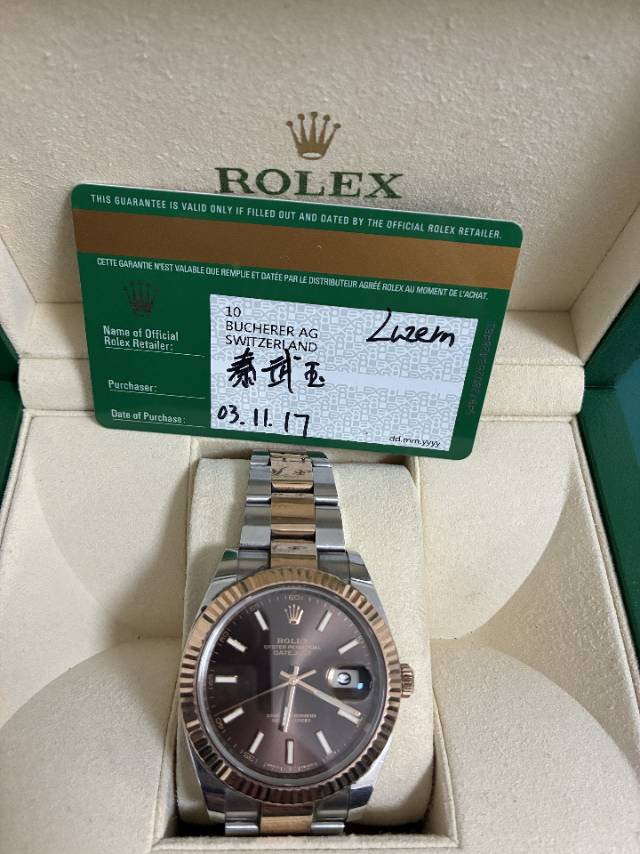 ROLEX
THIS GUARANTEE IS VALID ONLY IF FILLED OUT AND DATED BY THE OFFICIAL ROLEX RETAILER.
CETTE GARANTIE N'EST VALABLE QUE REMPLIE ET DATÉE PAR LE DISTRIBUTEUR AGRÉÉ ROLEX AU MOMENT DE L'ACHAT.
Name of Official
Rolex Retailer:
10
BUCHERER AG
SWITZERLAND
Luzern
Purchaser:
秦武玉
Date of Purchase:
03.11.17
dd.mm.yyyy
ROLEX
OYSTER PERPETUAL
DATEJUST